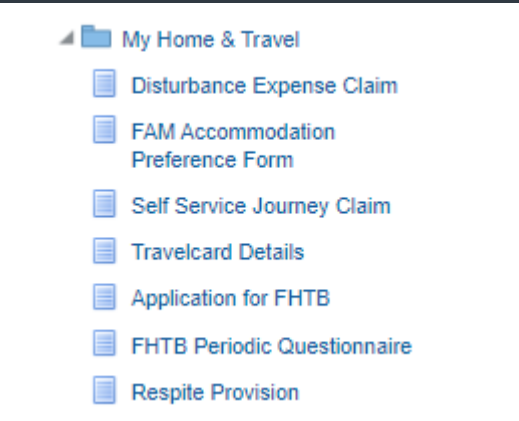 My Home & Travel
Disturbance Expense Claim
FAM Accommodation
Preference Form
Self Service Journey Claim
Travelcard Details
Application for FHTB
FHTB Periodic Questionnaire
Respite Provision